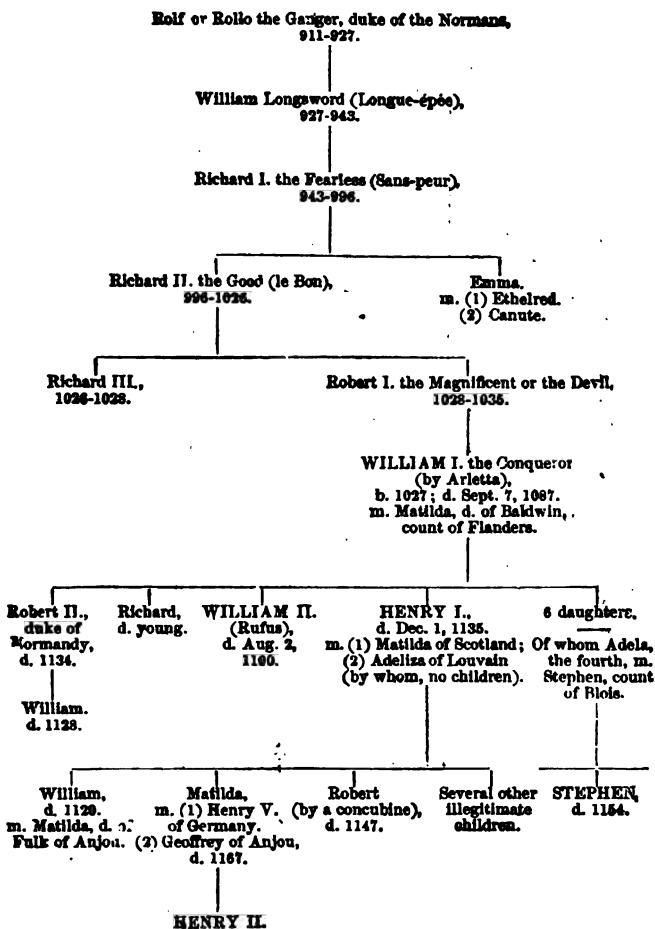 Rolf or Rollo the Ganger, duke of the Normans,
911-927.
William Longsword (Longue-épée),
927-943.
Richard I. the Fearless (Sans-peur),
943-996.
Richard II. the Good (le Bon),
996-1026.
Emma.
m. (1) Ethelred.
(2) Canute.
Richard III.,
1026-1028.
Robert I. the Magnificent or the Devil,
1028-1035.
WILLIAM I. the Conqueror
(by Arletta),
b. 1027; d. Sept. 7, 1087.
m. Matilda, d. of Baldwin,
count of Flanders.
Robert II.,
duke of
Normandy,
d. 1134.
William.
d. 1128.
Richard,
d. young.
WILLIAM II.
(Rufus),
d. Aug. 2,
1100.
HENRY I.,
d. Dec. 1, 1135.
m. (1) Matilda of Scotland;
(2) Adeliza of Louvain
(by whom, no children).
6 daughters.
Of whom Adela,
the fourth, m.
Stephen, count
of Blois.
William,
d. 1120.
m. Matilda, d. of
Fulk of Anjou.
Matilda,
m. (1) Henry V.
of Germany.
(2) Geoffrey of Anjou,
d. 1167.
Robert
(by a concubine),
d. 1147.
Several other
illegitimate
children.
STEPHEN,
d. 1154.
HENRY II.